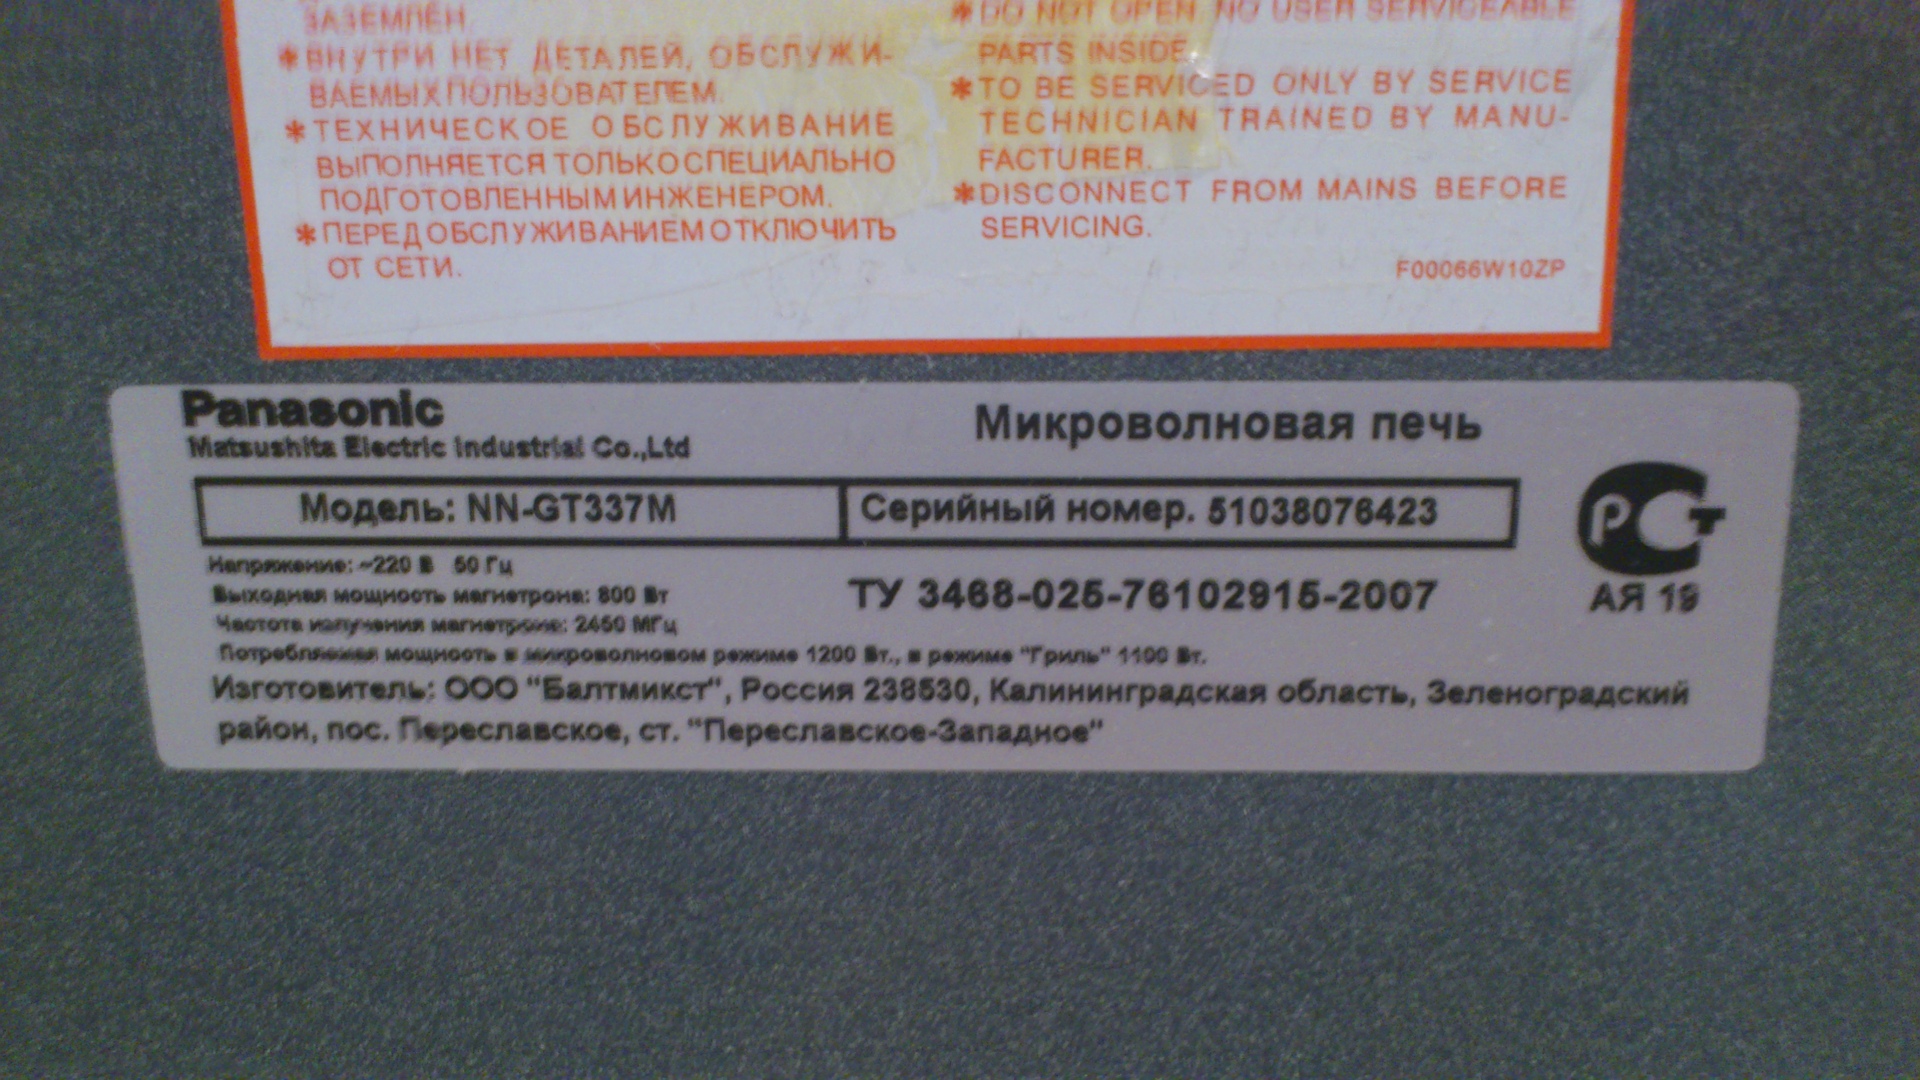 ЗАЗЕМЛЁН.
*ВНУТРИ НЕТ ДЕТАЛЕЙ, ОБСЛУЖИ-
ВАЕМЫХ ПОЛЬЗОВАТЕЛЕМ.
*ТЕХНИЧЕСКОЕ ОБСЛУЖИВАНИЕ
ВЫПОЛНЯЕТСЯ ТОЛЬКО СПЕЦИАЛЬНО
ПОДГОТОВЛЕННЫМ ИНЖЕНЕРОМ.
*ПЕРЕД ОБСЛУЖИВАНИЕМ ОТКЛЮЧИТЬ
ОТ СЕТИ.
*DO NOT OPEN. NO USER SERVICEABLE
PARTS INSIDE.
*TO BE SERVICED ONLY BY SERVICE
TECHNICIAN TRAINED BY MANU-
FACTURER.
*DISCONNECT FROM MAINS BEFORE
SERVICING.
F00066W10ZP
Panasonic
Matsushita Electric Industrial Co.,Ltd
Микроволновая печь
Модель: NN-GT337M
Серийный номер. 51038076423
Напряжение: ~220 В 50 Гц
Выходная мощность магнетрона: 800 Вт
Частота излучения магнетрона: 2450 МГц
ТУ 3468-025-76102915-2007
РСТ
АЯ 19
Потребляемая мощность в микроволновом режиме 1200 Вт., в режиме "Гриль" 1100 Вт.
Изготовитель: ООО "Балтмикст", Россия 238530, Калининградская область, Зеленоградский
район, пос. Переславское, ст. "Переславское-Западное"